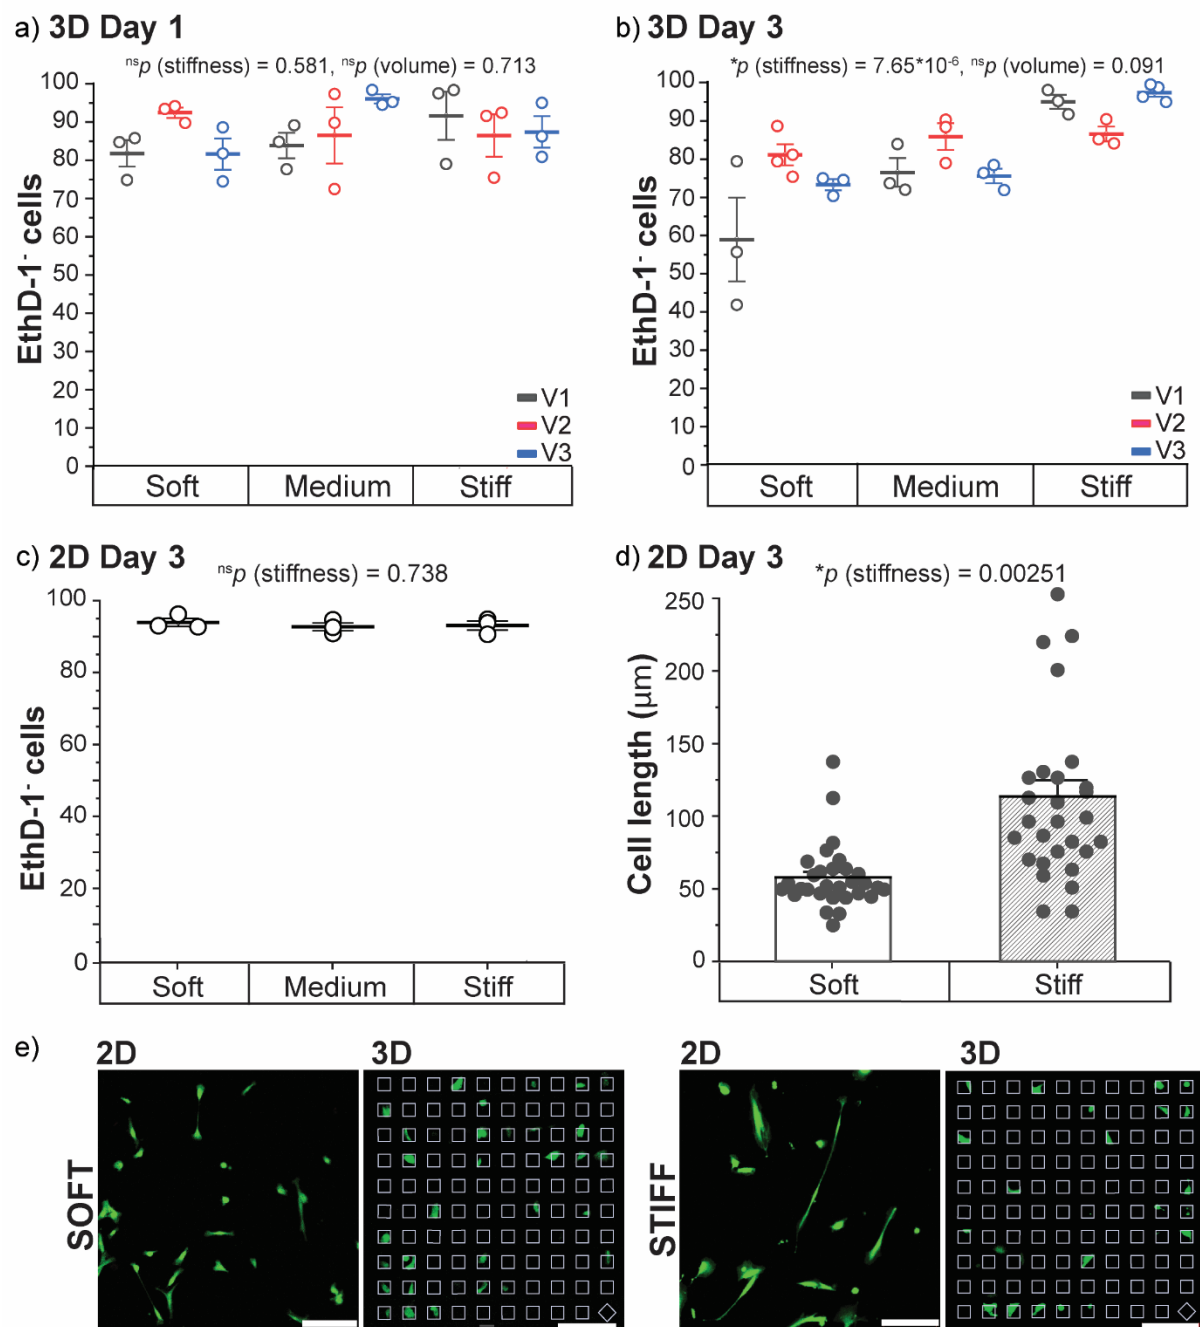 a) 3D Day 1
nsp (stiffness) = 0.581, nsp (volume) = 0.713
EthD-1- cells
100
90
80
70
60
50
40
30
20
10
0
V1
V2
V3
Soft Medium Stiff
b) 3D Day 3
*p (stiffness) = 7.65*10-6, nsp (volume) = 0.091
EthD-1- cells
100
90
80
70
60
50
40
30
20
10
0
V1
V2
V3
Soft Medium Stiff
c) 2D Day 3
nsp (stiffness) = 0.738
EthD-1- cells
100
80
60
40
20
0
Soft Medium Stiff
d) 2D Day 3
*p (stiffness) = 0.00251
Cell length (μm)
250
200
150
100
50
0
Soft Stiff
e)
2D 3D 2D 3D
SOFT
STIFF